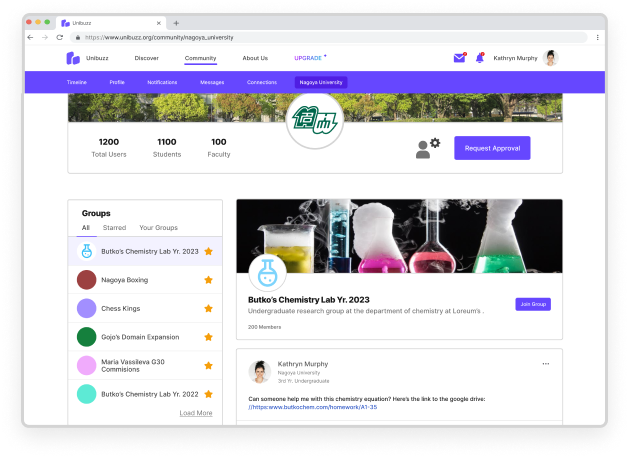 Unibuzz
https://www.unibuzz.org/community/nagoya_university
Unibuzz Discover Community About Us UPGRADE Kathryn Murphy
Timeline Profile Notifications Messages Connections Nagoya University
1200 1100 100
Total Users Students Faculty
Request Approval
Groups
All Starred Your Groups
Butko's Chemistry Lab Yr. 2023
Nagoya Boxing
Chess Kings
Gojo's Domain Expansion
Maria Vassileva G30
Commisions
Butko's Chemistry Lab Yr. 2022
Load More
Butko's Chemistry Lab Yr. 2023
Undergraduate research group at the department of chemistry at Loreum's .
Join Group
200 Members
Kathryn Murphy
Nagoya University
3rd Yr. Undergraduate
Can someone help me with this chemistry equation? Here's the link to the google drive:
//https:www.butkochem.com/homework/A1-35